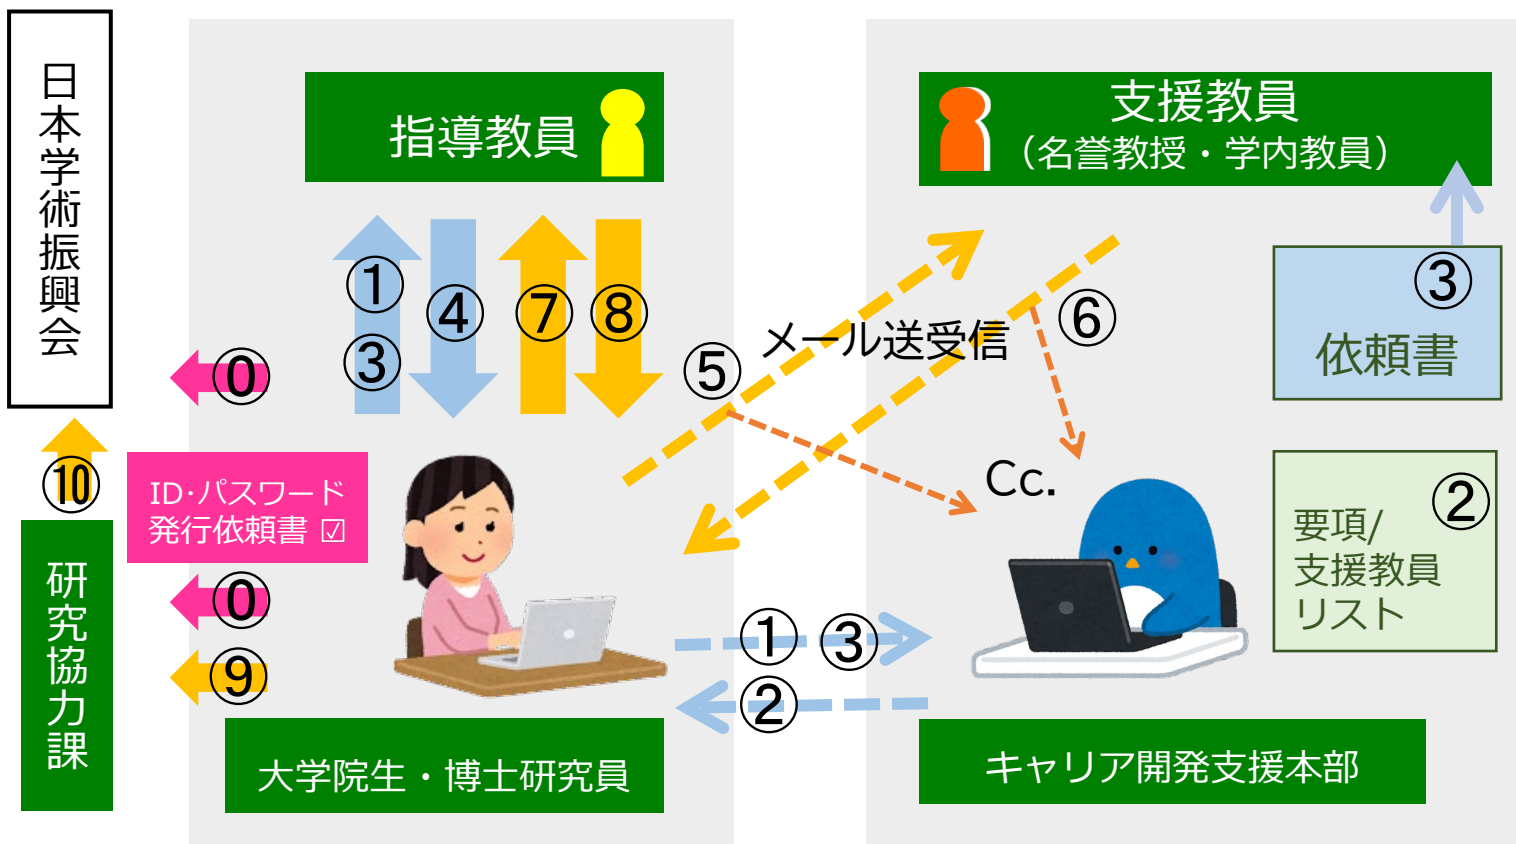 日本学術振興会
指導教員
支援教員
（名誉教授・学内教員）
①
③
④
⑦
⑧
⓪
⑤
メール送受信
⑥
③
依頼書
⑩
ID・パスワード
発行依頼書 ☑
Cc.
②
要項/
支援教員
リスト
研究協力課
⓪
⑨
①
③
②
大学院生・博士研究員
キャリア開発支援本部